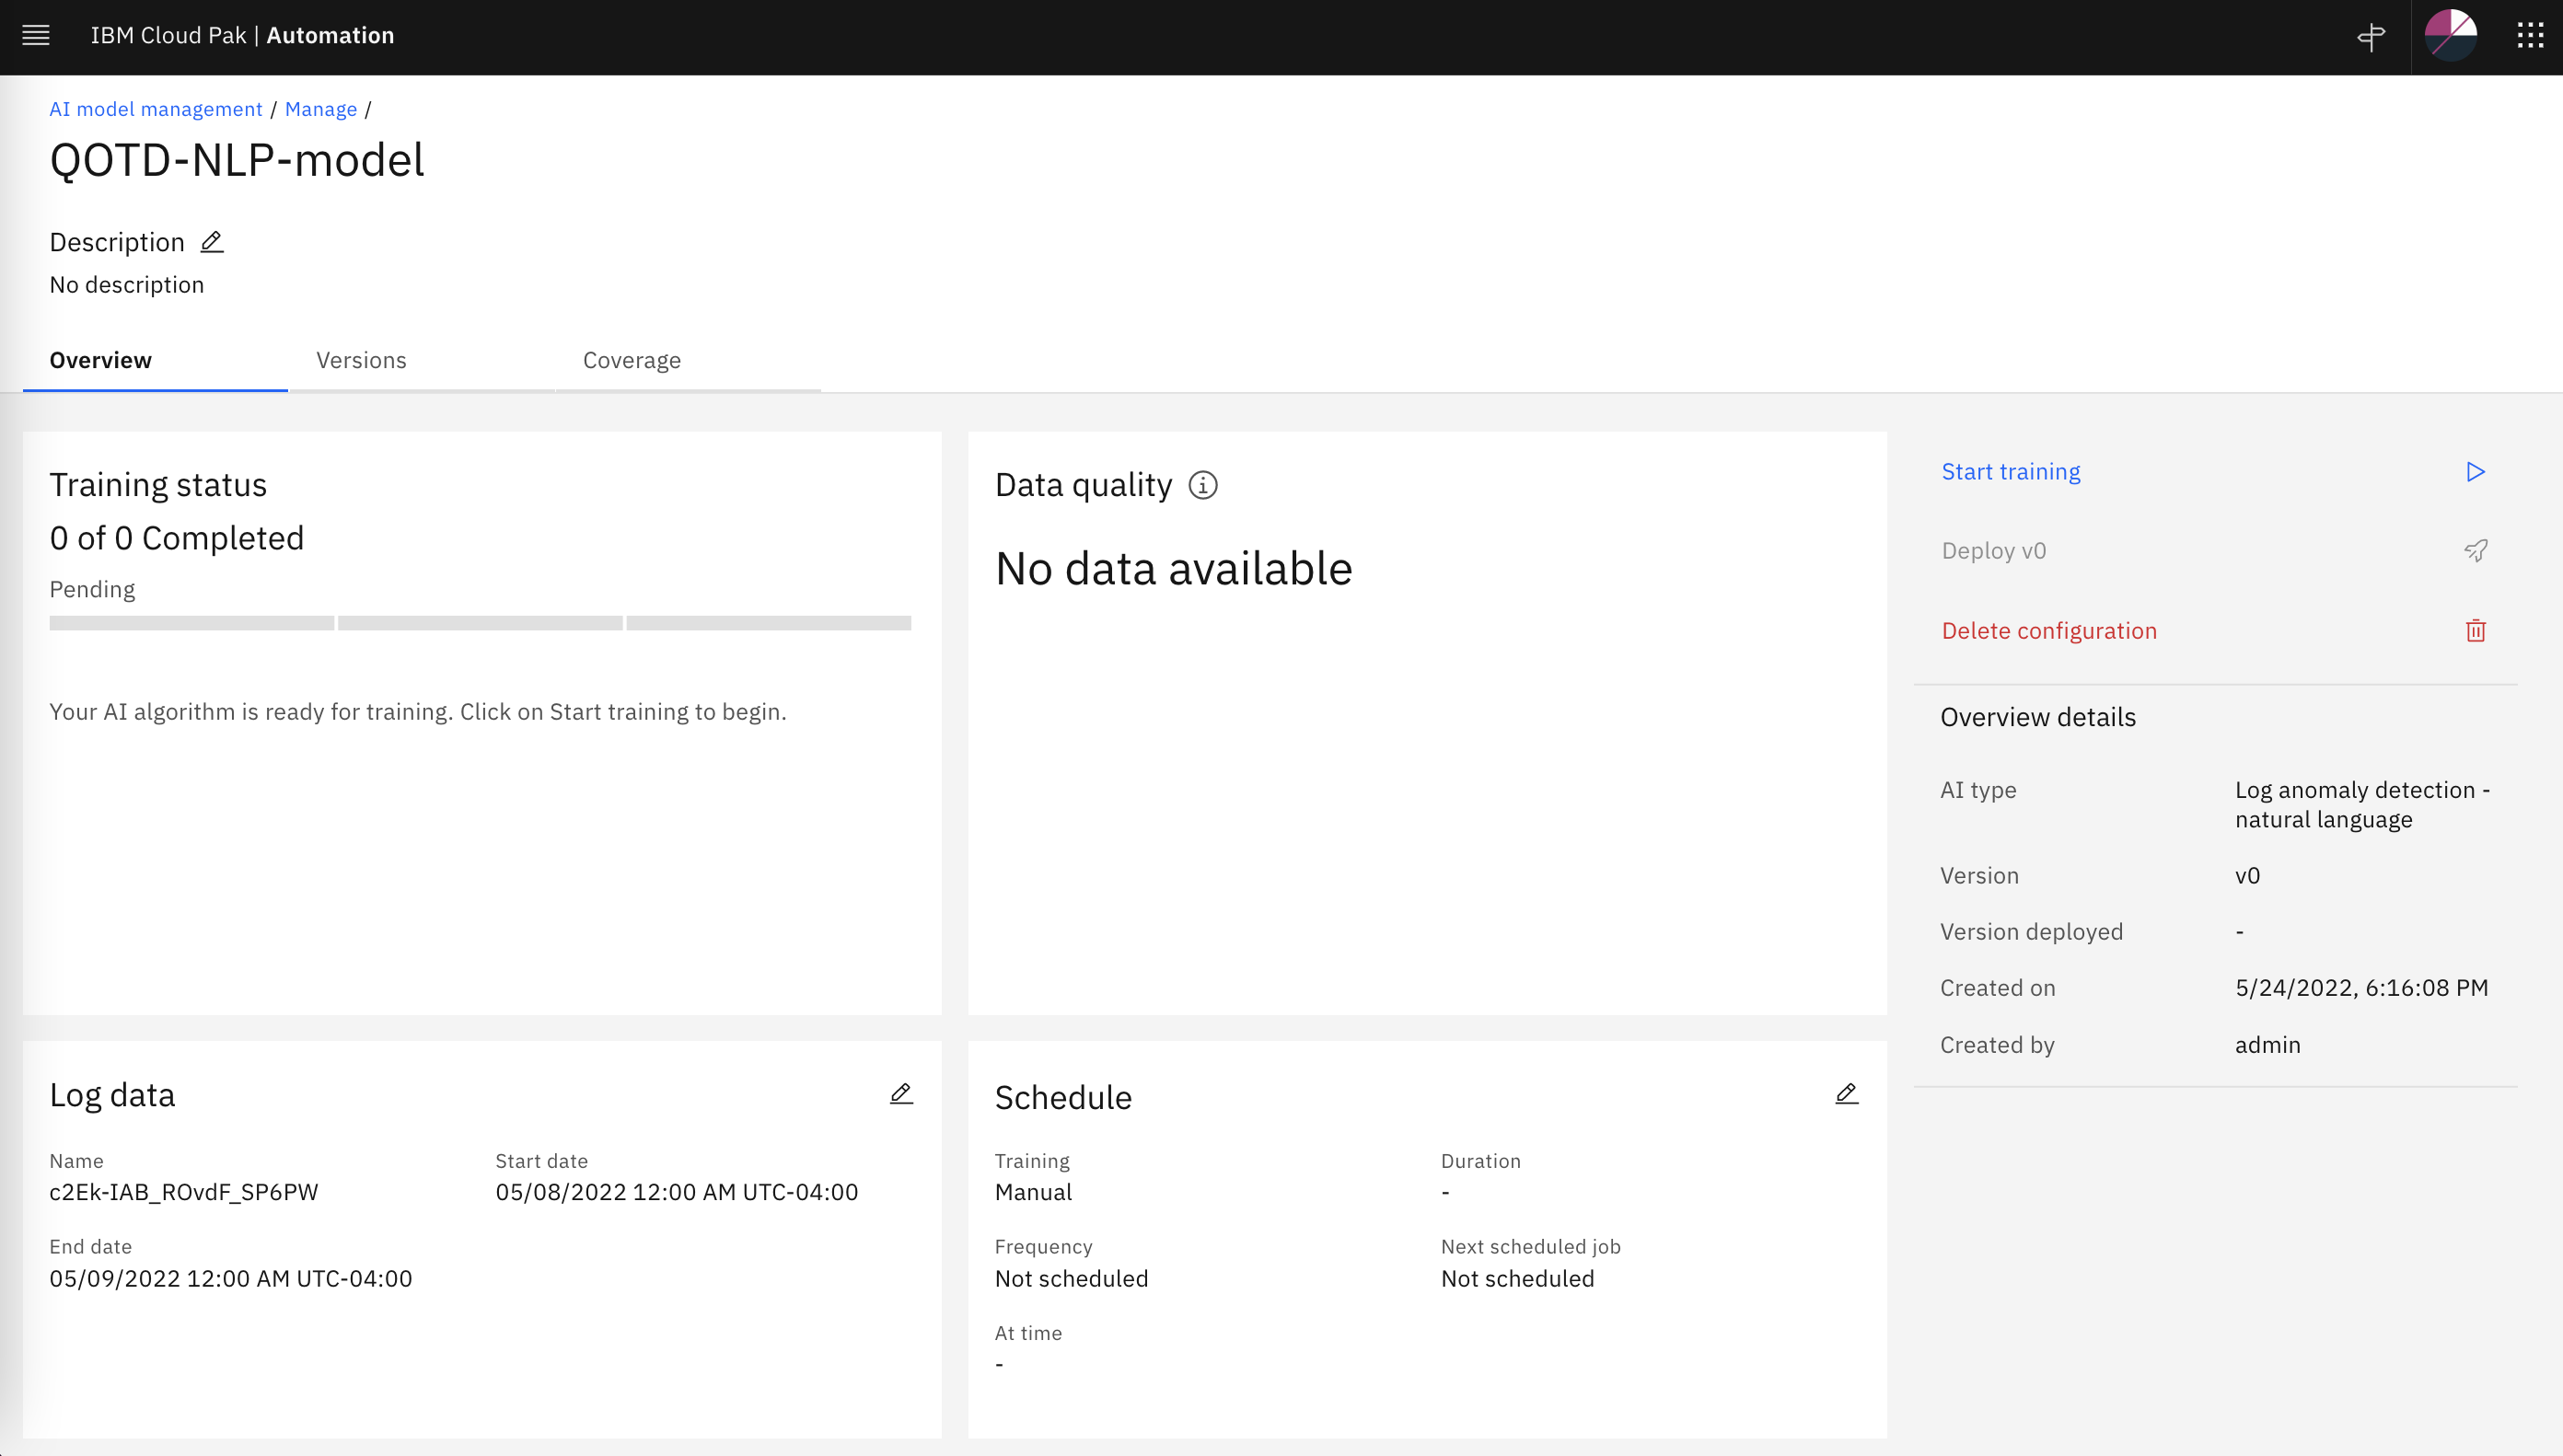 IBM Cloud Pak | Automation
AI model management / Manage /
QOTD-NLP-model
Description
No description
Overview Versions Coverage
Training status
0 of 0 Completed
Pending
Your AI algorithm is ready for training. Click on Start training to begin.
Data quality
No data available
Start training
Deploy v0
Delete configuration
Overview details
AI type Log anomaly detection -
natural language
Version v0
Version deployed -
Created on 5/24/2022, 6:16:08 PM
Created by admin
Log data
Name Start date
c2Ek-IAB_ROvdF_SP6PW 05/08/2022 12:00 AM UTC-04:00
End date
05/09/2022 12:00 AM UTC-04:00
Schedule
Training Duration
Manual -
Frequency Next scheduled job
Not scheduled Not scheduled
At time
-